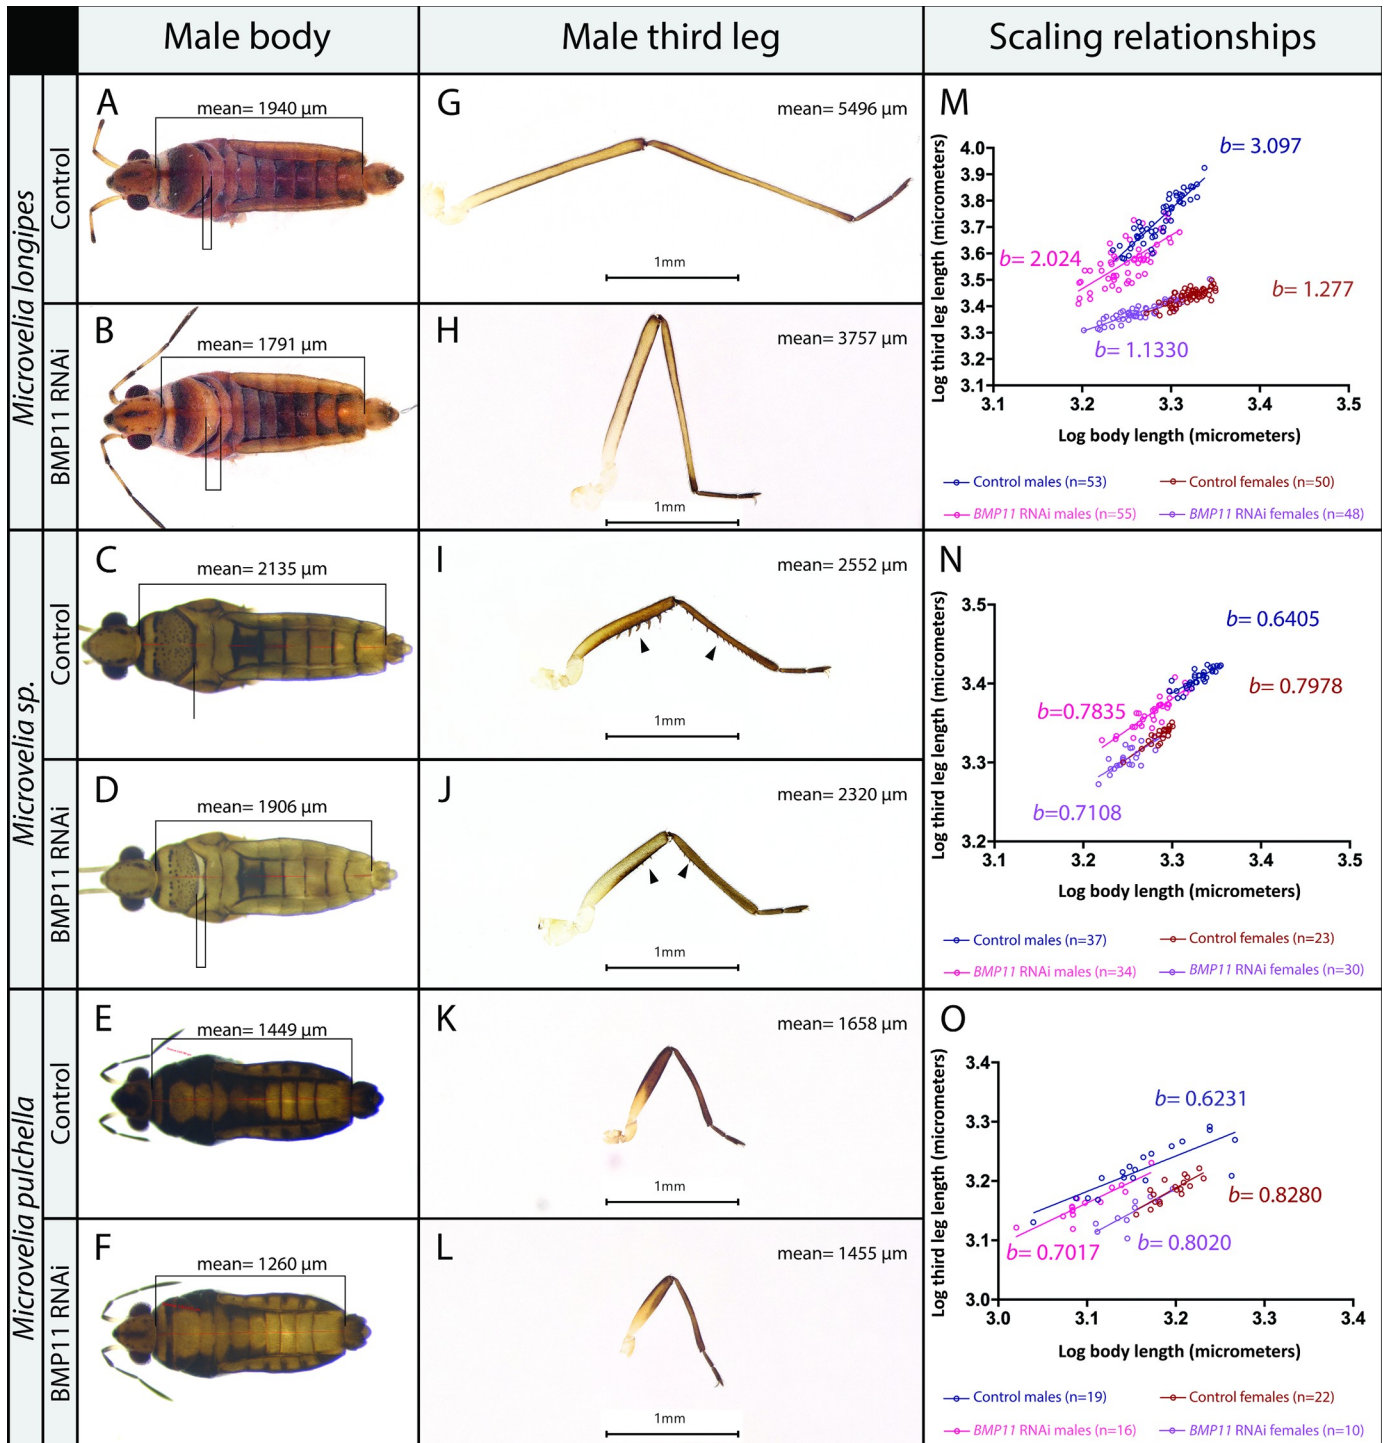 Male body
Male third leg
Scaling relationships
Microvelia longipes
Control
A
mean= 1940 µm
G
mean= 5496 µm
1mm
BMP11 RNAi
B
mean= 1791 µm
H
mean= 3757 µm
1mm
M
Log third leg length (micrometers)
4.0
3.9
3.8
3.7
3.6
3.5
3.4
3.3
3.2
3.1
3.1
3.2
3.3
3.4
3.5
b= 3.097
b= 2.024
b= 1.277
b= 1.1330
Log body length (micrometers)
Control males (n=53)
Control females (n=50)
BMP11 RNAi males (n=55)
BMP11 RNAi females (n=48)
Microvelia sp.
Control
C
mean= 2135 µm
I
mean= 2552 µm
1mm
BMP11 RNAi
D
mean= 1906 µm
J
mean= 2320 µm
1mm
N
Log third leg length (micrometers)
3.5
3.4
3.3
3.2
3.1
3.2
3.3
3.4
3.5
b= 0.6405
b= 0.7978
b=0.7835
b=0.7108
Log body length (micrometers)
Control males (n=37)
Control females (n=23)
BMP11 RNAi males (n=34)
BMP11 RNAi females (n=30)
Microvelia pulchella
Control
E
mean= 1449 µm
K
mean= 1658 µm
1mm
BMP11 RNAi
F
mean= 1260 µm
L
mean= 1455 µm
1mm
O
Log third leg length (micrometers)
3.4
3.3
3.2
3.1
3.0
3.0
3.1
3.2
3.3
3.4
b= 0.6231
b= 0.8280
b= 0.7017
b= 0.8020
Log body length (micrometers)
Control males (n=19)
Control females (n=22)
BMP11 RNAi males (n=16)
BMP11 RNAi females (n=10)